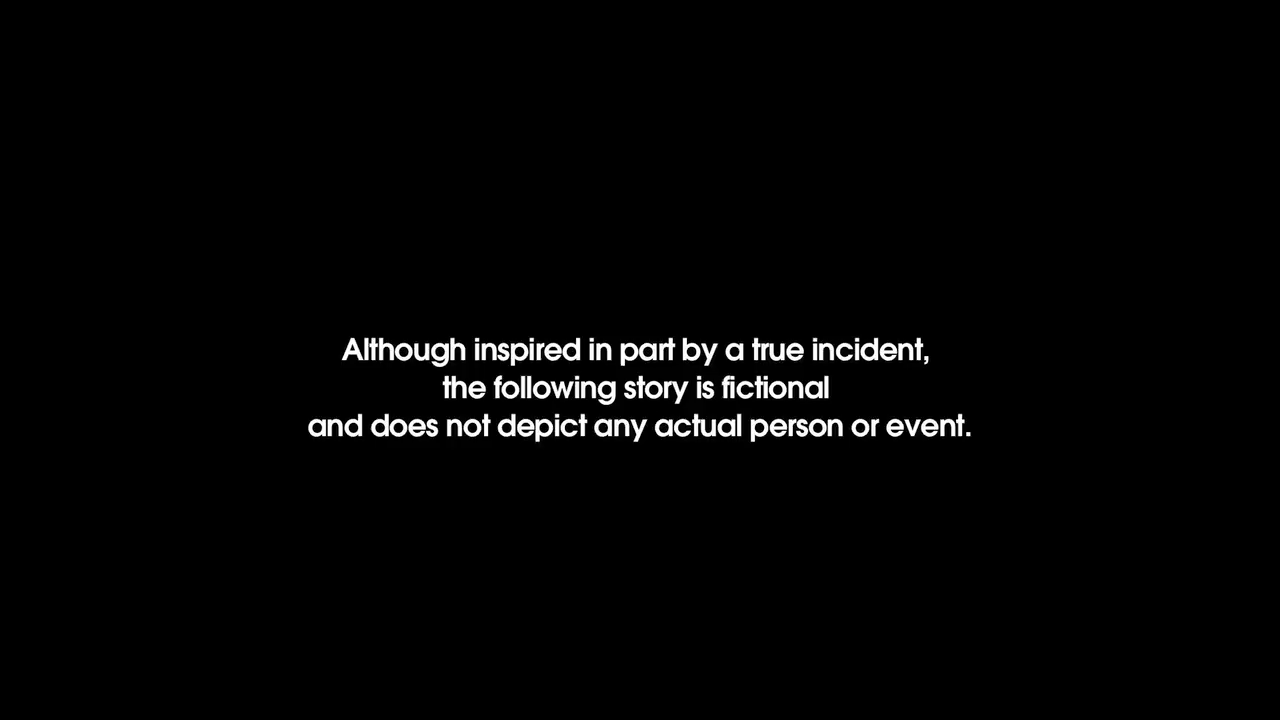 Although inspired in part by a true incident,
the following story is fictional
and does not depict any actual person or event.